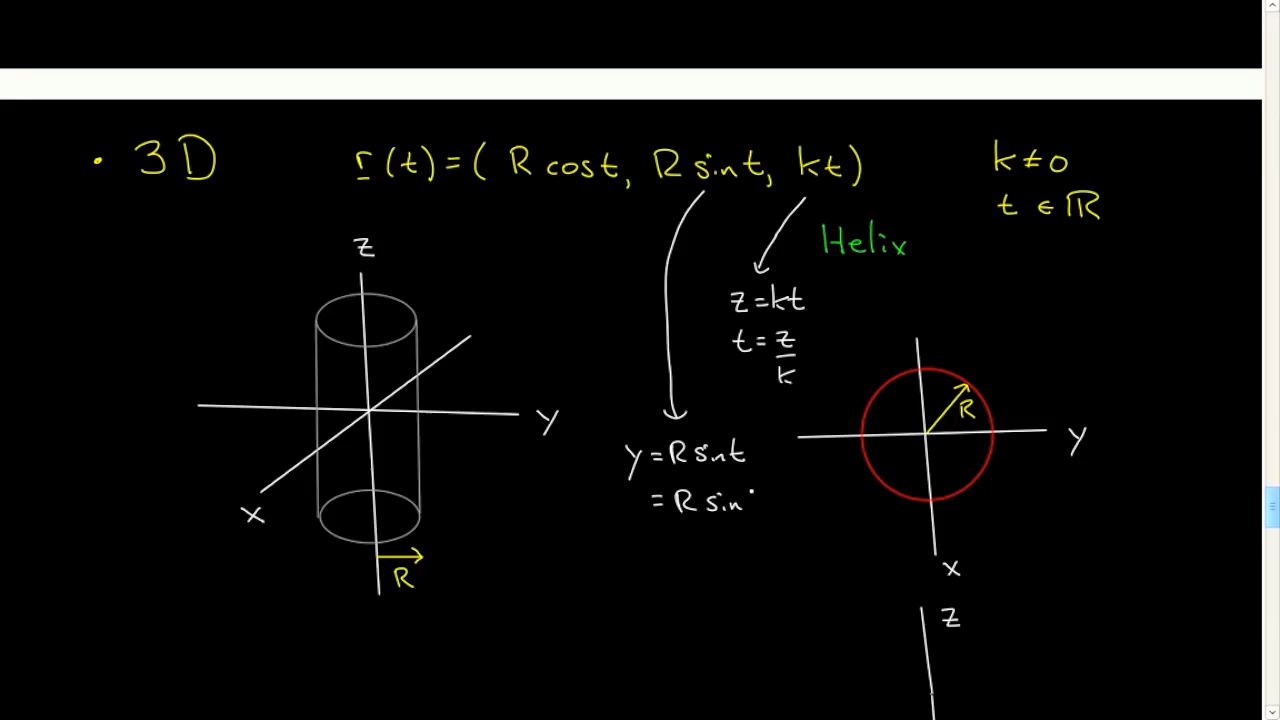 • 3D r(t) = ( R cost, R sint, kt) k ≠ 0
t ∈ ℝ
Helix
z
z = kt
t = z/k
R
y
y
y = R sint
= R sin
x
R
x
z